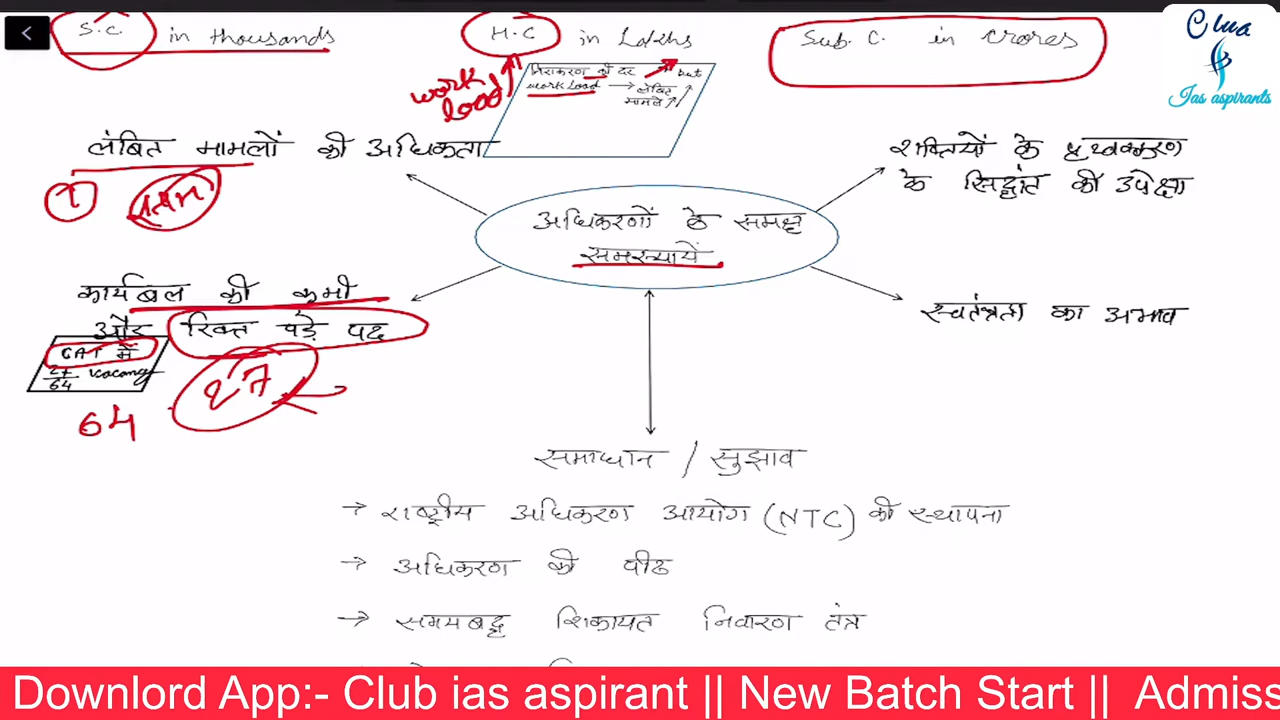 S.C. in thousands
H.C in Lakhs
Sub. C. in crores
Club
Ias aspirants
work load
निराकरण की दर but
work load → लंबित
मामले
लंबित मामलों की अधिकता
1
शक्तियों के पृथक्करण
के सिद्धांत की उपेक्षा
अधिकरणों के समक्ष
समस्यायें
कार्यबल की कमी
और रिक्त पड़े पद
स्वतंत्रता का अभाव
CAT में
27 vacancy
64
27
64
समाधान / सुझाव
→ राष्ट्रीय अधिकरण आयोग (NTC) की स्थापना
→ अधिकरण की पीठ
→ समयबद्ध शिकायत निवारण तंत्र
Downlord App:- Club ias aspirant || New Batch Start || Admiss